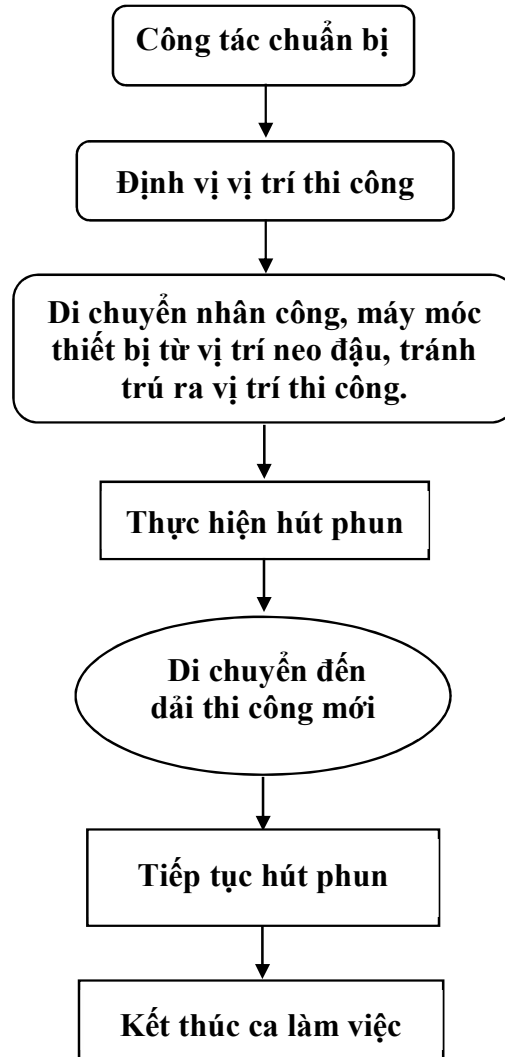 Công tác chuẩn bị
Định vị vị trí thi công
Di chuyển nhân công, máy móc
thiết bị từ vị trí neo đậu, tránh
trú ra vị trí thi công.
Thực hiện hút phun
Di chuyển đến
dải thi công mới
Tiếp tục hút phun
Kết thúc ca làm việc